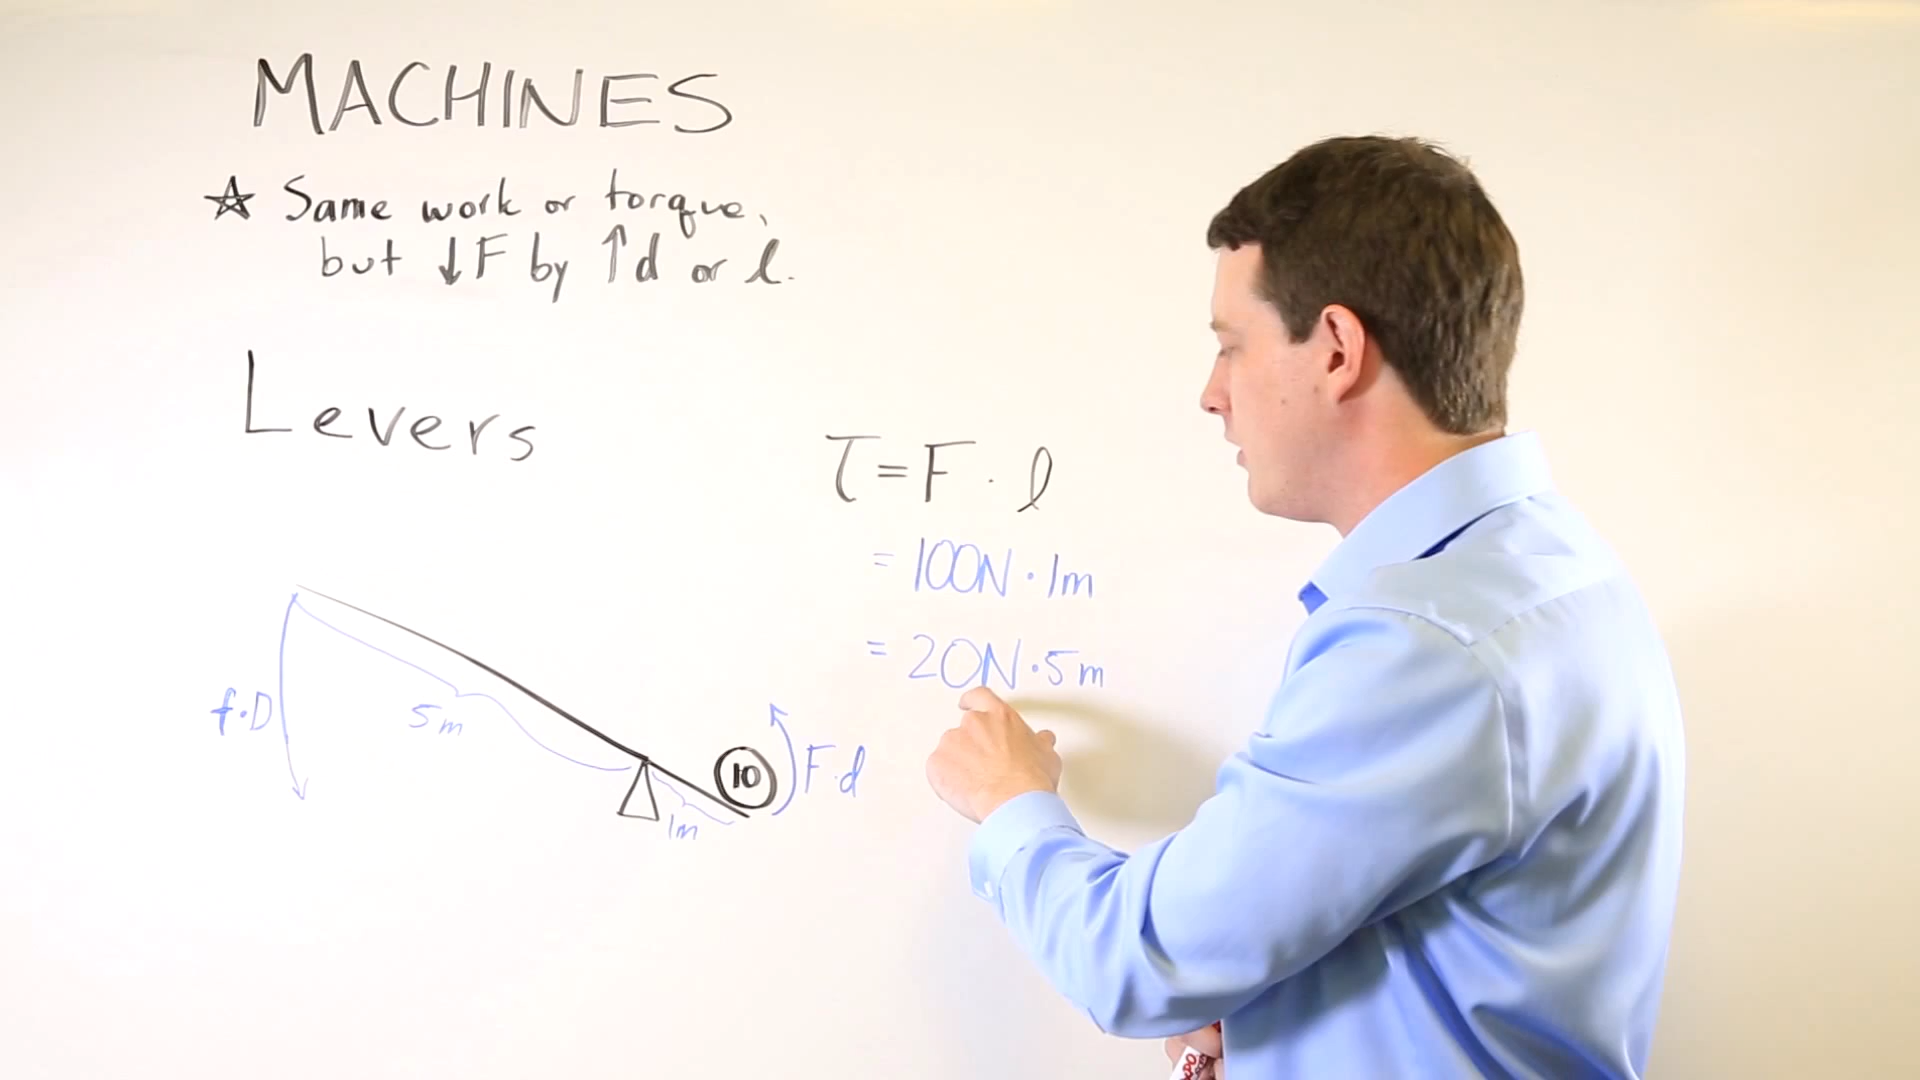 MACHINES
☆ Same work or torque,
but ↓F by ↑d or l.
Levers
τ = F · l
= 100N · 1m
= 20N · 5m
f·D
5m
10
F·d
1m